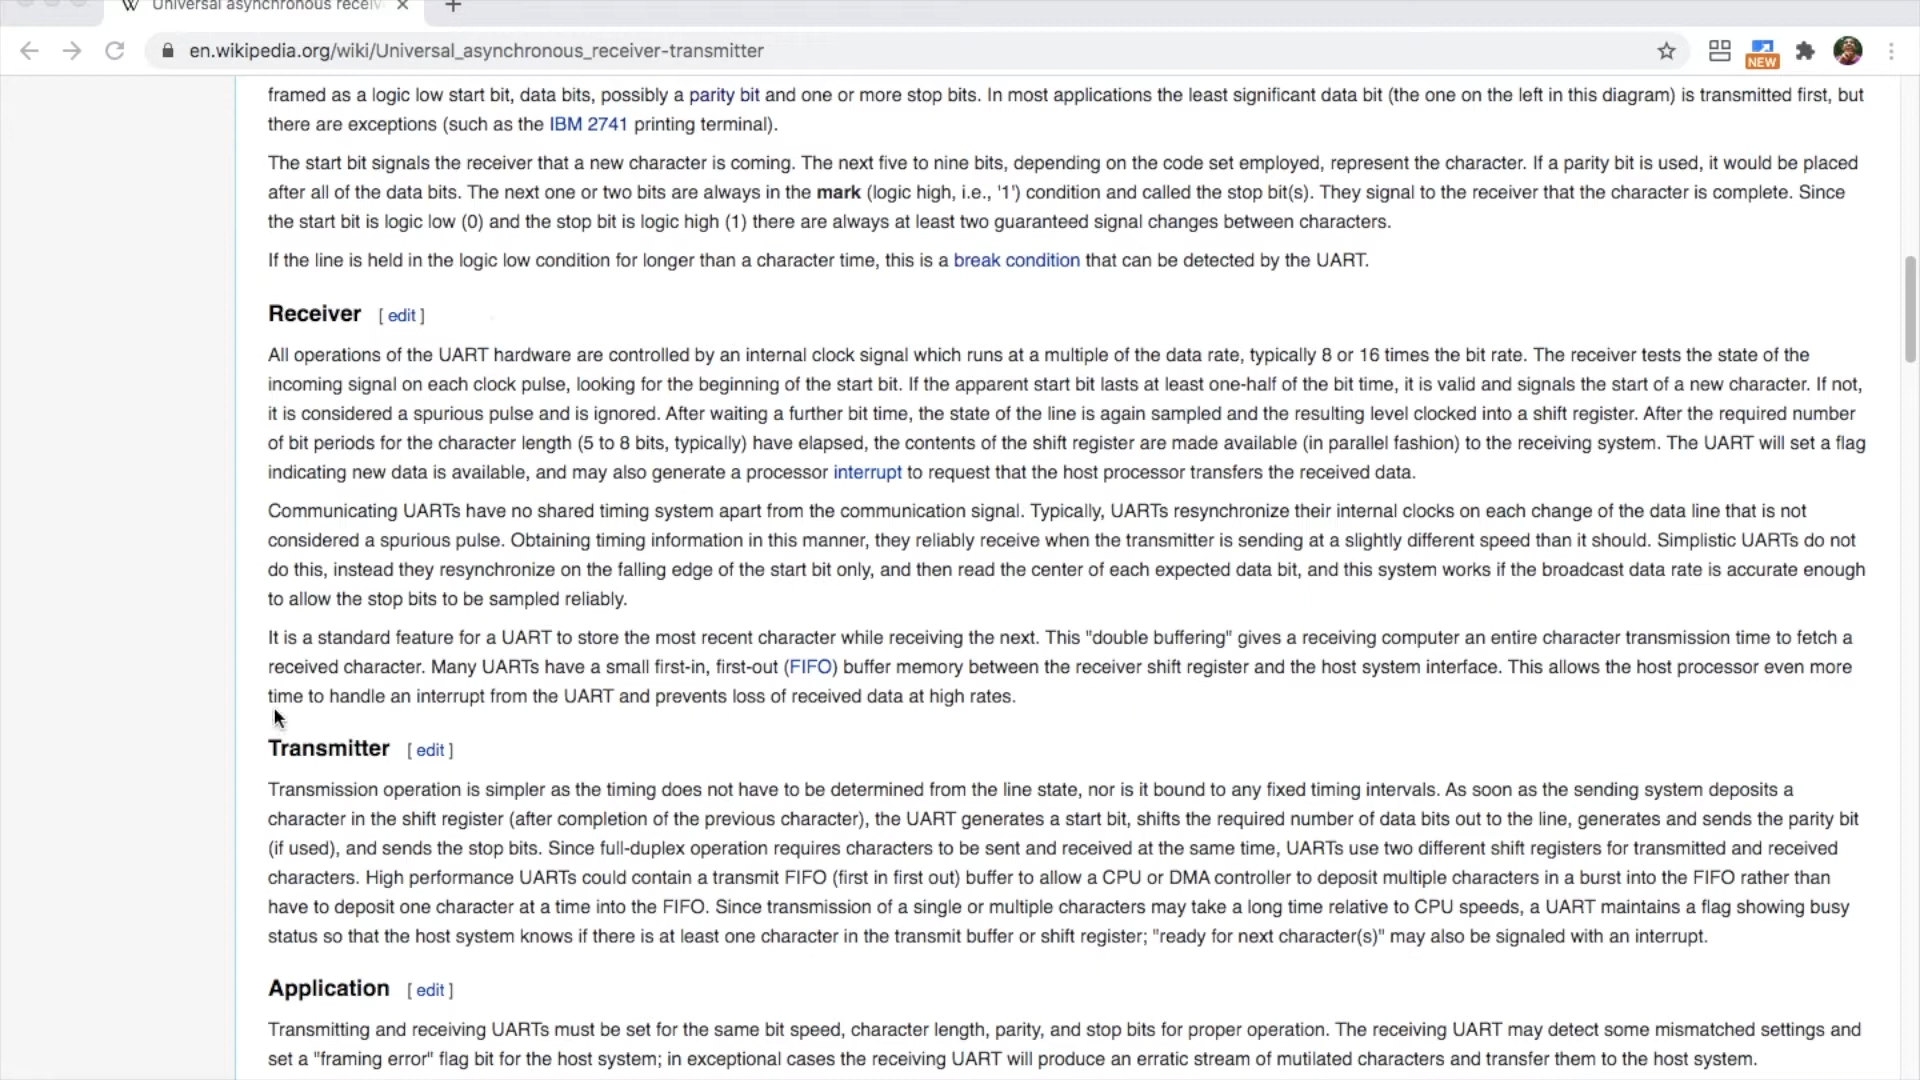 Universal asynchronous receiv
en.wikipedia.org/wiki/Universal_asynchronous_receiver-transmitter
NEW
framed as a logic low start bit, data bits, possibly a parity bit and one or more stop bits. In most applications the least significant data bit (the one on the left in this diagram) is transmitted first, but
there are exceptions (such as the IBM 2741 printing terminal).
The start bit signals the receiver that a new character is coming. The next five to nine bits, depending on the code set employed, represent the character. If a parity bit is used, it would be placed
after all of the data bits. The next one or two bits are always in the mark (logic high, i.e., '1') condition and called the stop bit(s). They signal to the receiver that the character is complete. Since
the start bit is logic low (0) and the stop bit is logic high (1) there are always at least two guaranteed signal changes between characters.
If the line is held in the logic low condition for longer than a character time, this is a break condition that can be detected by the UART.
Receiver [ edit ]
All operations of the UART hardware are controlled by an internal clock signal which runs at a multiple of the data rate, typically 8 or 16 times the bit rate. The receiver tests the state of the
incoming signal on each clock pulse, looking for the beginning of the start bit. If the apparent start bit lasts at least one-half of the bit time, it is valid and signals the start of a new character. If not,
it is considered a spurious pulse and is ignored. After waiting a further bit time, the state of the line is again sampled and the resulting level clocked into a shift register. After the required number
of bit periods for the character length (5 to 8 bits, typically) have elapsed, the contents of the shift register are made available (in parallel fashion) to the receiving system. The UART will set a flag
indicating new data is available, and may also generate a processor interrupt to request that the host processor transfers the received data.
Communicating UARTs have no shared timing system apart from the communication signal. Typically, UARTs resynchronize their internal clocks on each change of the data line that is not
considered a spurious pulse. Obtaining timing information in this manner, they reliably receive when the transmitter is sending at a slightly different speed than it should. Simplistic UARTs do not
do this, instead they resynchronize on the falling edge of the start bit only, and then read the center of each expected data bit, and this system works if the broadcast data rate is accurate enough
to allow the stop bits to be sampled reliably.
It is a standard feature for a UART to store the most recent character while receiving the next. This "double buffering" gives a receiving computer an entire character transmission time to fetch a
received character. Many UARTs have a small first-in, first-out (FIFO) buffer memory between the receiver shift register and the host system interface. This allows the host processor even more
time to handle an interrupt from the UART and prevents loss of received data at high rates.
Transmitter [ edit ]
Transmission operation is simpler as the timing does not have to be determined from the line state, nor is it bound to any fixed timing intervals. As soon as the sending system deposits a
character in the shift register (after completion of the previous character), the UART generates a start bit, shifts the required number of data bits out to the line, generates and sends the parity bit
(if used), and sends the stop bits. Since full-duplex operation requires characters to be sent and received at the same time, UARTs use two different shift registers for transmitted and received
characters. High performance UARTs could contain a transmit FIFO (first in first out) buffer to allow a CPU or DMA controller to deposit multiple characters in a burst into the FIFO rather than
have to deposit one character at a time into the FIFO. Since transmission of a single or multiple characters may take a long time relative to CPU speeds, a UART maintains a flag showing busy
status so that the host system knows if there is at least one character in the transmit buffer or shift register; "ready for next character(s)" may also be signaled with an interrupt.
Application [ edit ]
Transmitting and receiving UARTs must be set for the same bit speed, character length, parity, and stop bits for proper operation. The receiving UART may detect some mismatched settings and
set a "framing error" flag bit for the host system; in exceptional cases the receiving UART will produce an erratic stream of mutilated characters and transfer them to the host system.